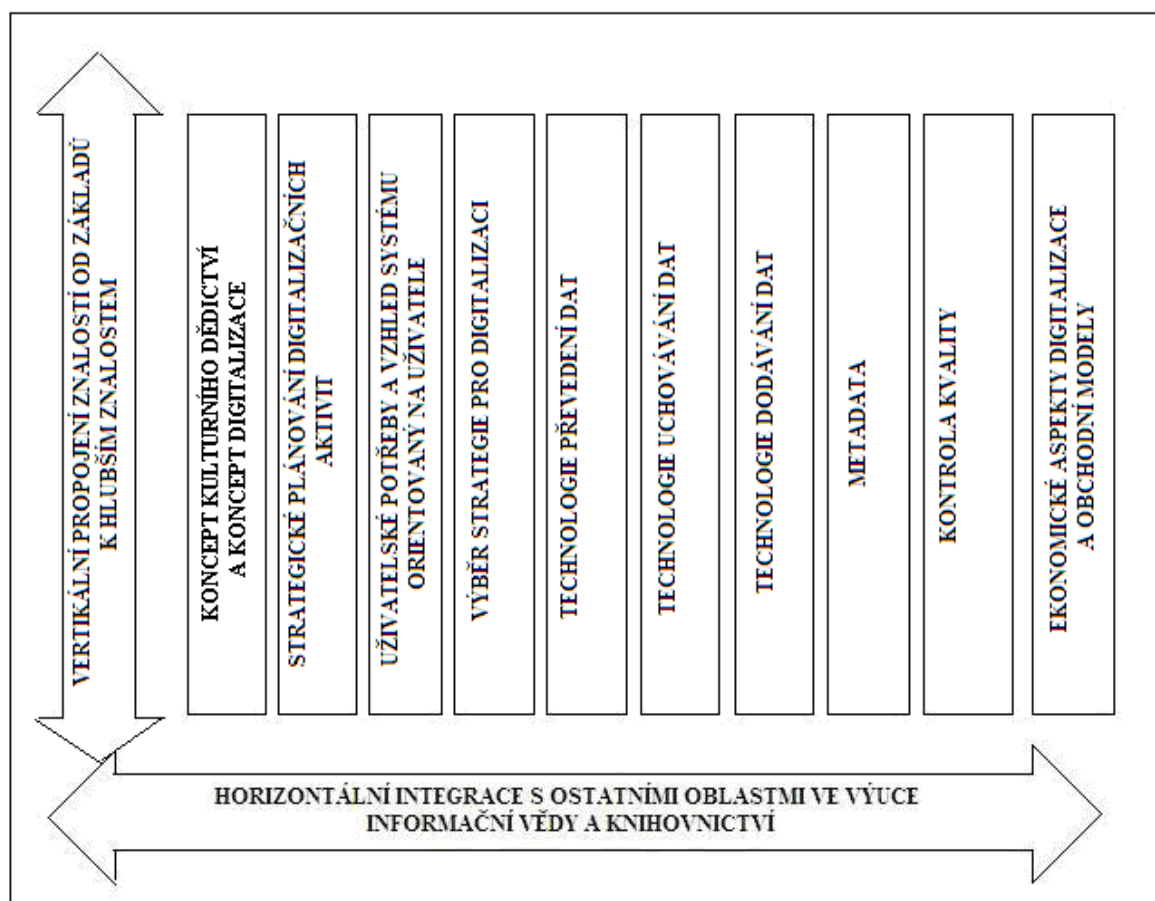 VERTIKÁLNÍ PROPOJENÍ ZNALOSTÍ OD ZÁKLADŮ
K HLUBŠÍM ZNALOSTEM
KONCEPT KULTURNÍHO DĚDICTVÍ
A KONCEPT DIGITALIZACE
STRATEGICKÉ PLÁNOVÁNÍ DIGITALIZAČNÍCH
AKTIVIT
UŽIVATELSKÉ POTŘEBY A VZHLED SYSTÉMU
ORIENTOVANÝ NA UŽIVATELE
VÝBĚR STRATEGIE PRO DIGITALIZACI
TECHNOLOGIE PŘEVEDENÍ DAT
TECHNOLOGIE UCHOVÁVÁNÍ DAT
TECHNOLOGIE DODÁVÁNÍ DAT
METADATA
KONTROLA KVALITY
EKONOMICKÉ ASPEKTY DIGITALIZACE
A OBCHODNÍ MODELY
HORIZONTÁLNÍ INTEGRACE S OSTATNÍMI OBLASTMI VE VÝUCE
INFORMAČNÍ VĚDY A KNIHOVNICTVÍ